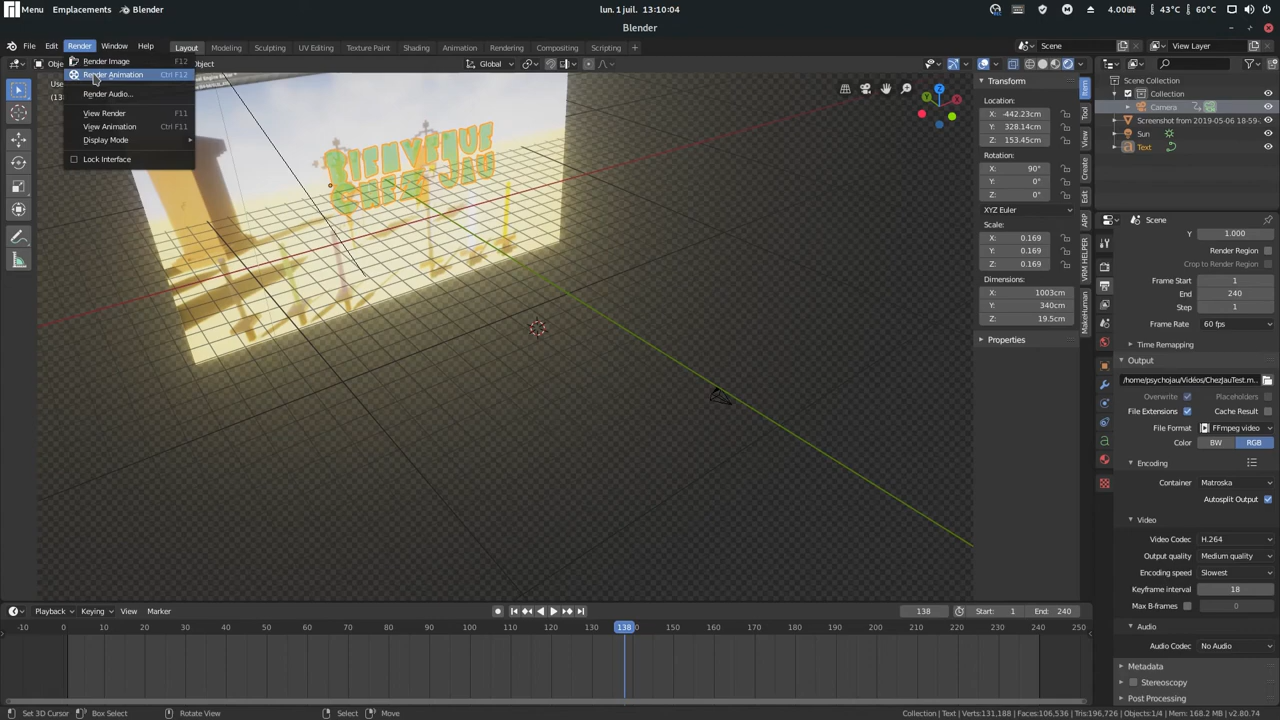 Menu Emplacements Blender lun. 1 juil. 13:10:04 4.000% 43°C 60°C
Blender
File Edit Render Window Help Layout Modeling Sculpting UV Editing Texture Paint Shading Animation Rendering Compositing Scripting Scene View Layer
Global
Render Image F12
Render Animation Ctrl F12
Render Audio...
View Render F11
View Animation Ctrl F11
Display Mode
Lock Interface
BIENVENUE
CHEZ JAU
Transform
Location:
X: -442.23cm
Y: 328.14cm
Z: 153.45cm
Rotation:
X: 90°
Y: 0°
Z: 0°
XYZ Euler
Scale:
X: 0.169
Y: 0.169
Z: 0.169
Dimensions:
X: 1003cm
Y: 340cm
Z: 19.5cm
Properties
Item
View
Create
Edit
ARP
VRM HELPER
MakeHuman
Scene Collection
Collection
Camera
Screenshot from 2019-05-06 18-59-
Sun
Text
Scene
Y 1.000
Render Region
Crop to Render Region
Frame Start 1
End 240
Step 1
Frame Rate 60 fps
Time Remapping
Output
/home/psychojau/Vidéos/ChezJauTest.m..
Overwrite Placeholders
File Extensions Cache Result
File Format FFmpeg video
Color BW RGB
Encoding
Container Matroska
Autosplit Output
Video
Video Codec H.264
Output quality Medium quality
Encoding speed Slowest
Keyframe interval 18
Max B-frames 0
Audio
Audio Codec No Audio
Metadata
Stereoscopy
Post Processing
Playback Keying View Marker 138 Start: 1 End: 240
-10 0 10 20 30 40 50 60 70 80 90 100 110 120 138 150 160 170 180 190 200 210 220 230 240 250
Set 3D Cursor Box Select Rotate View Select Move Collection | Text | Verts:131,188 | Faces:106,536 | Tris:196,726 | Objects:1/4 | Mem: 168.2 MB | v2.80.74